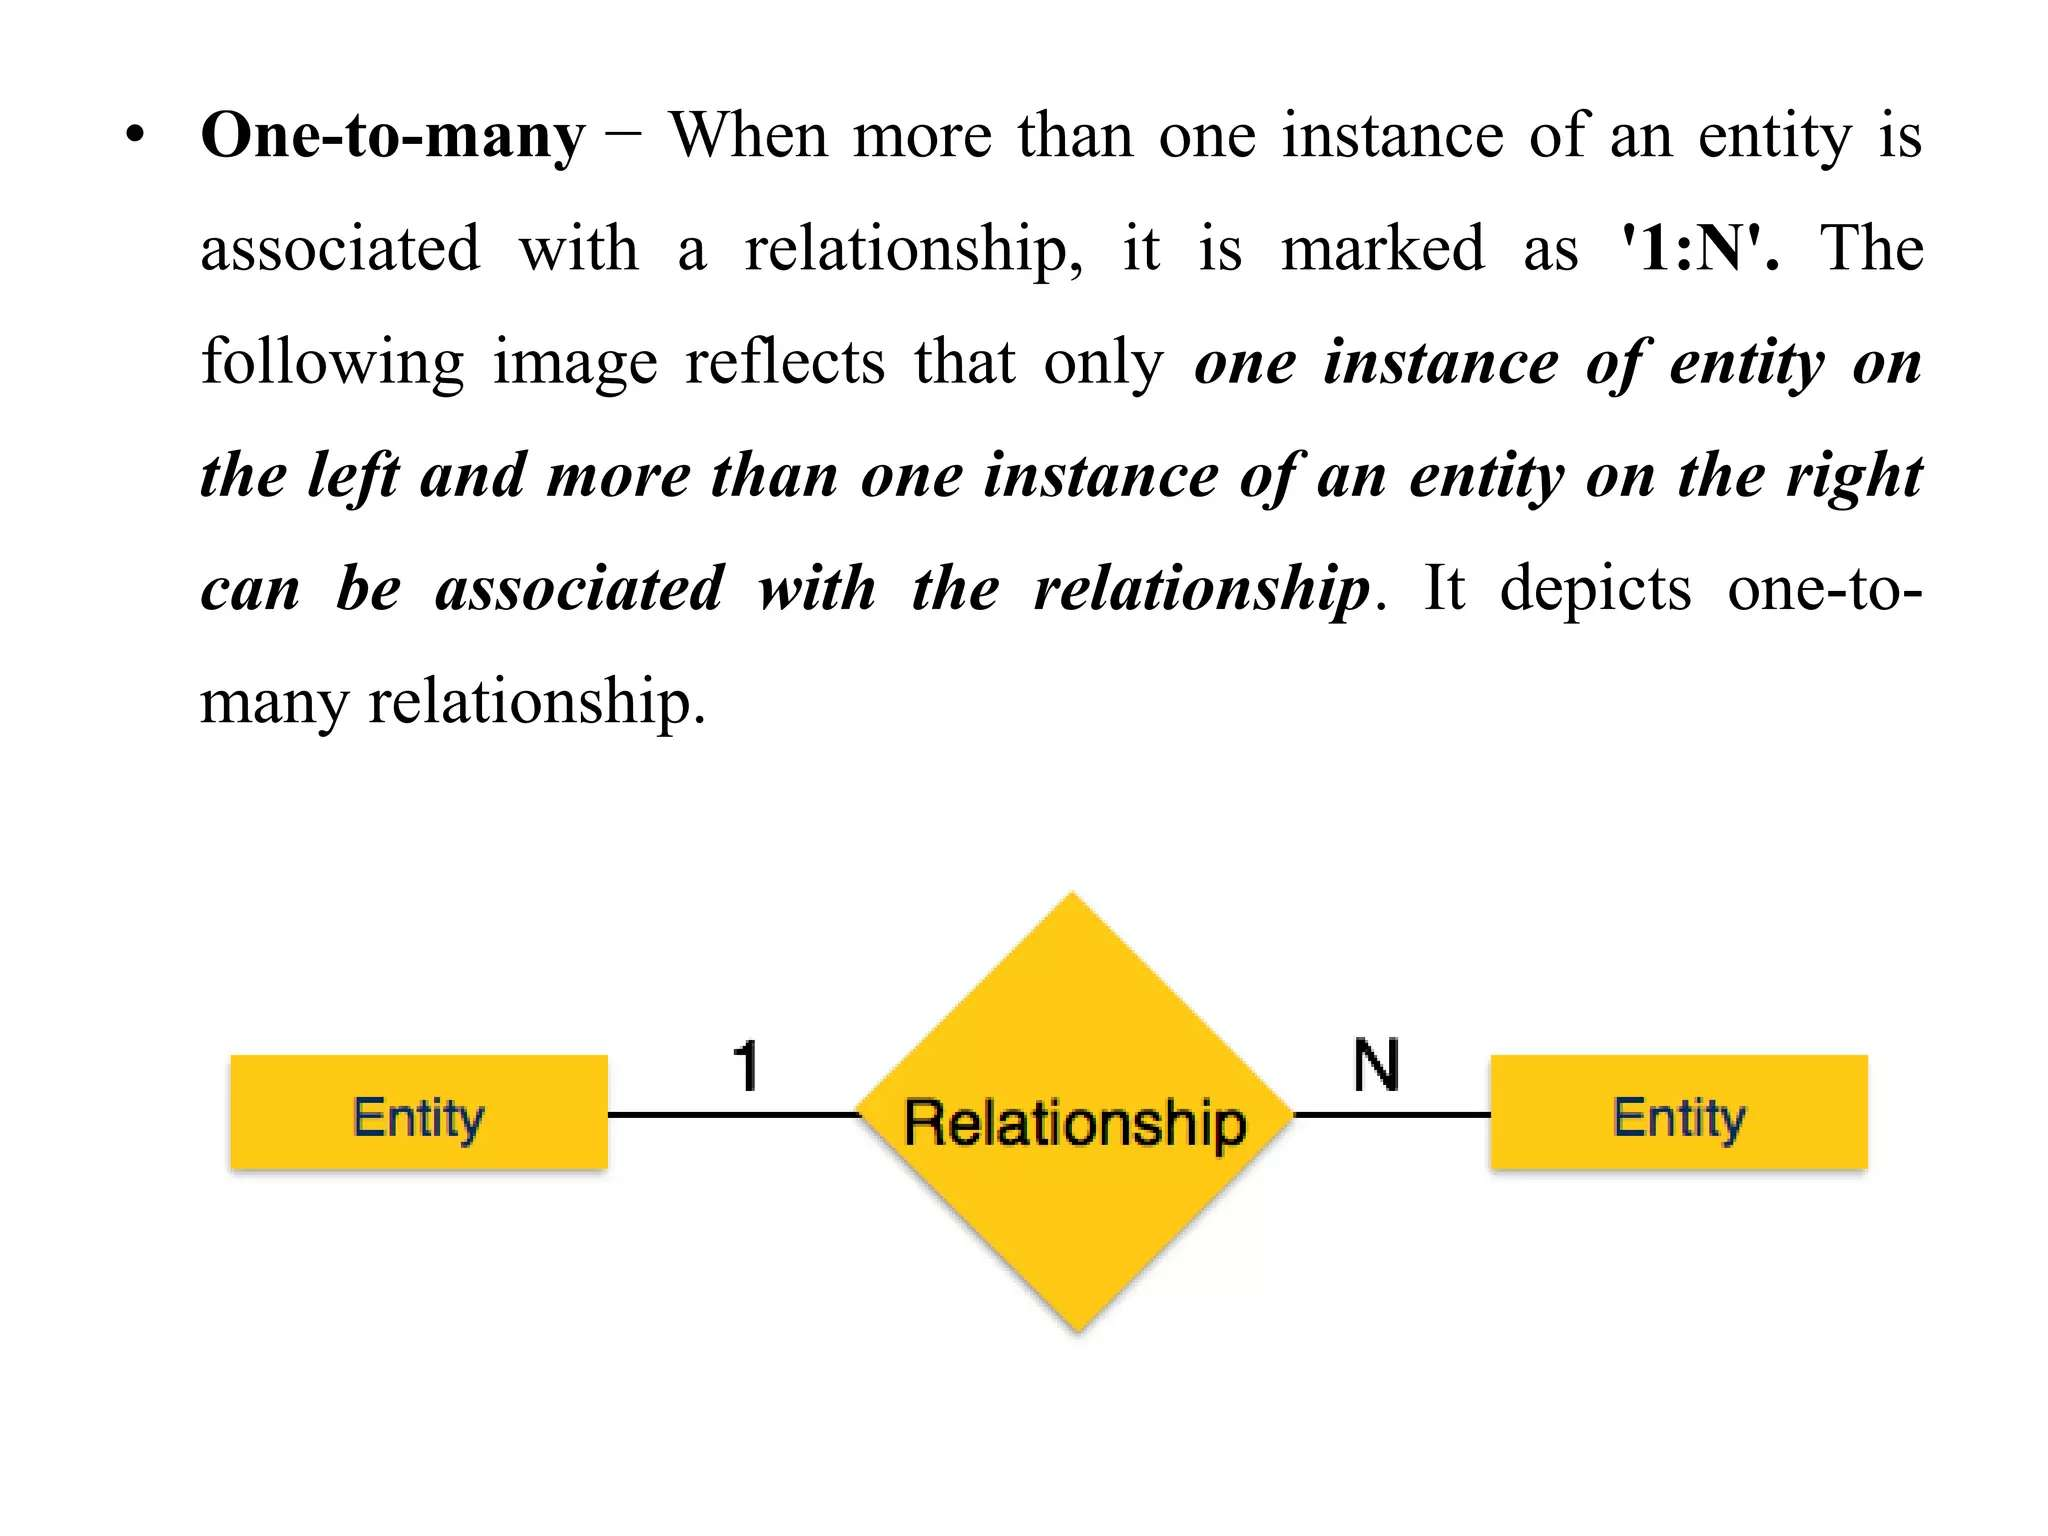 • One-to-many − When more than one instance of an entity is
associated with a relationship, it is marked as '1:N'. The
following image reflects that only one instance of entity on
the left and more than one instance of an entity on the right
can be associated with the relationship. It depicts one-to-
many relationship.
1
N
Entity
Relationship
Entity